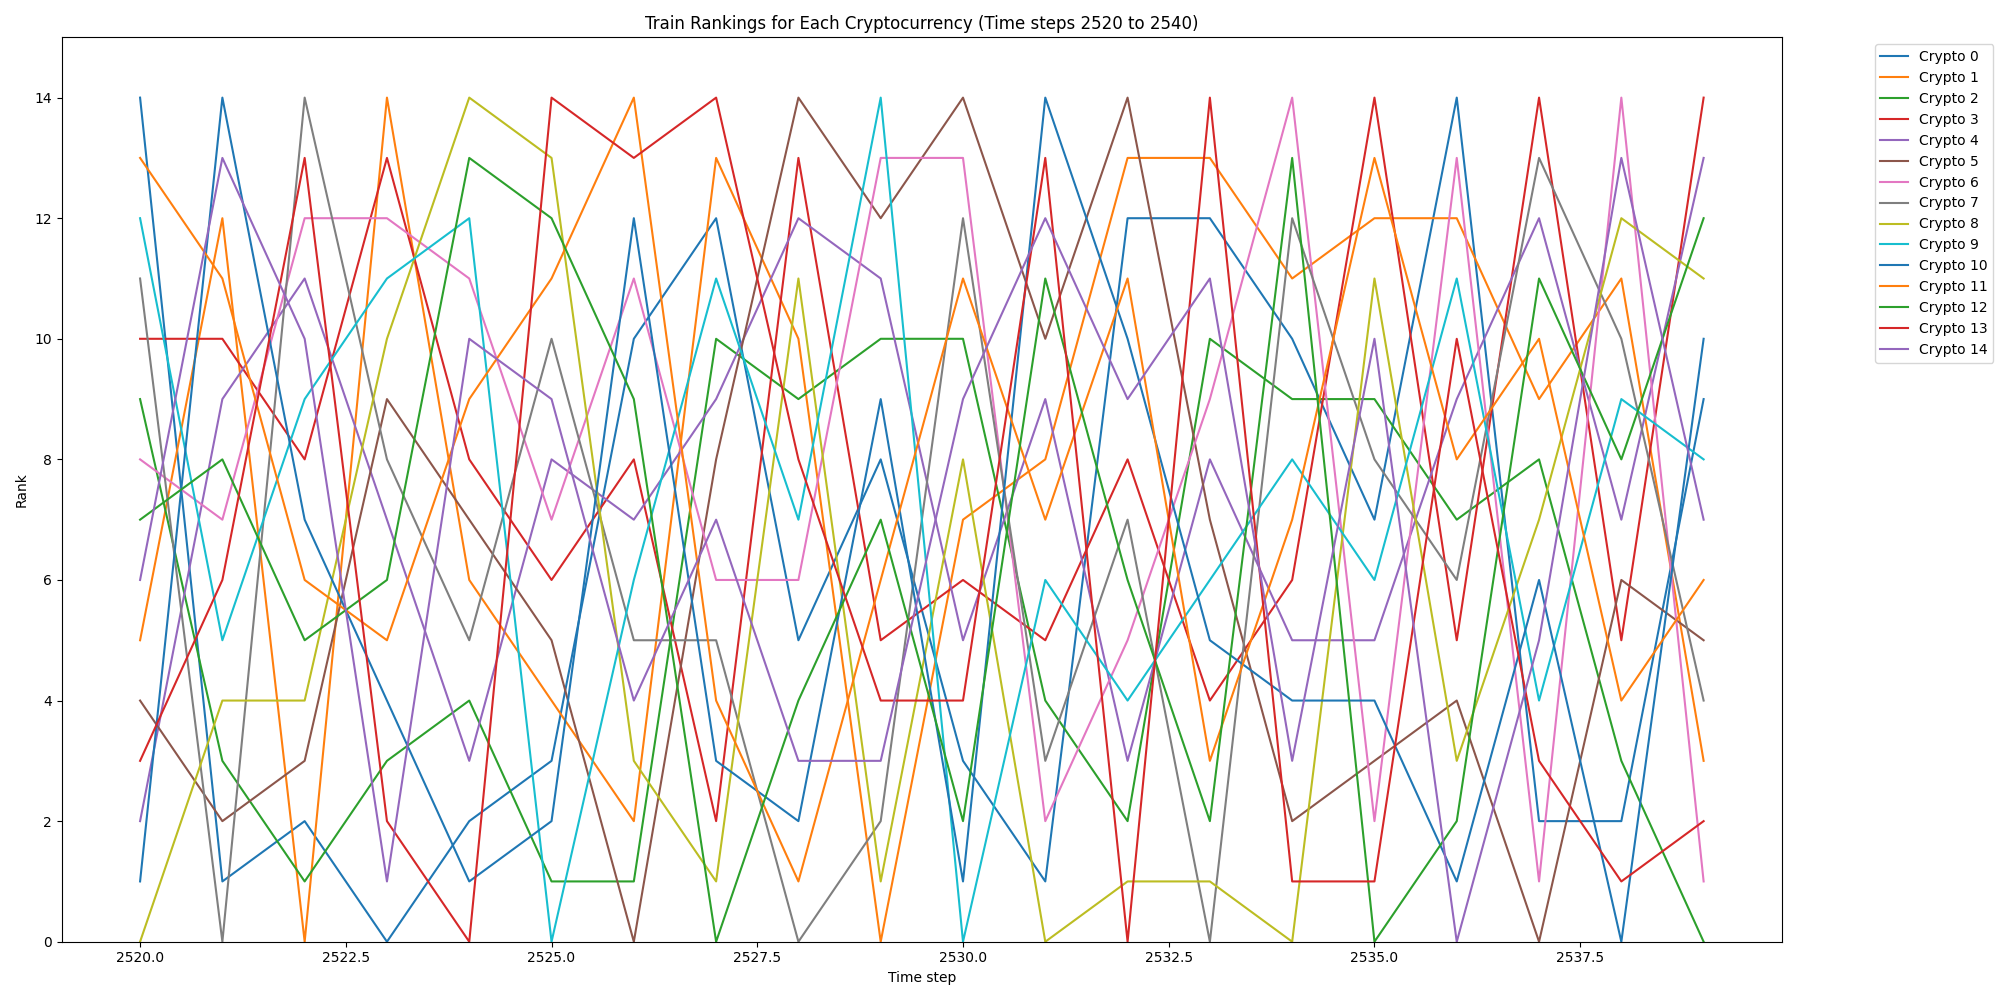 Train Rankings for Each Cryptocurrency (Time steps 2520 to 2540)
Rank
14
12
10
8
6
4
2
0
2520.0 2522.5 2525.0 2527.5 2530.0 2532.5 2535.0 2537.5
Time step
Crypto 0
Crypto 1
Crypto 2
Crypto 3
Crypto 4
Crypto 5
Crypto 6
Crypto 7
Crypto 8
Crypto 9
Crypto 10
Crypto 11
Crypto 12
Crypto 13
Crypto 14